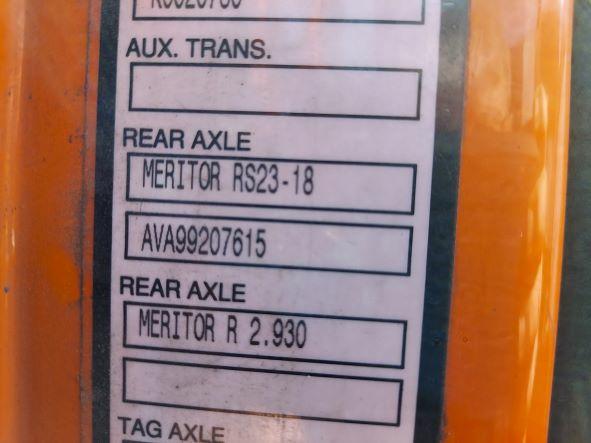 AUX. TRANS.
REAR AXLE
MERITOR RS23-18
AVA99207615
REAR AXLE
MERITOR R 2.930
TAG AXLE